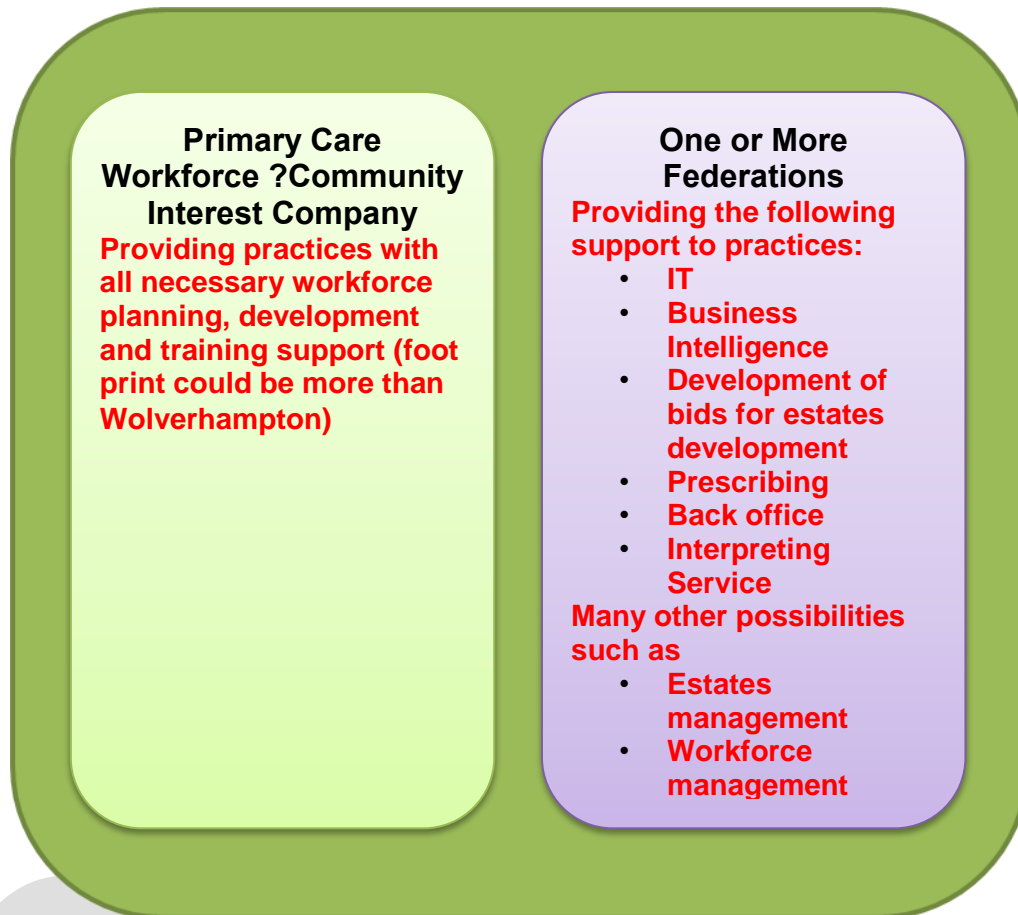 Primary Care
Workforce ?Community
Interest Company
Providing practices with
all necessary workforce
planning, development
and training support (foot
print could be more than
Wolverhampton)
One or More
Federations
Providing the following
support to practices:
• IT
• Business
Intelligence
• Development of
bids for estates
development
• Prescribing
• Back office
• Interpreting
Service
Many other possibilities
such as
• Estates
management
• Workforce
management